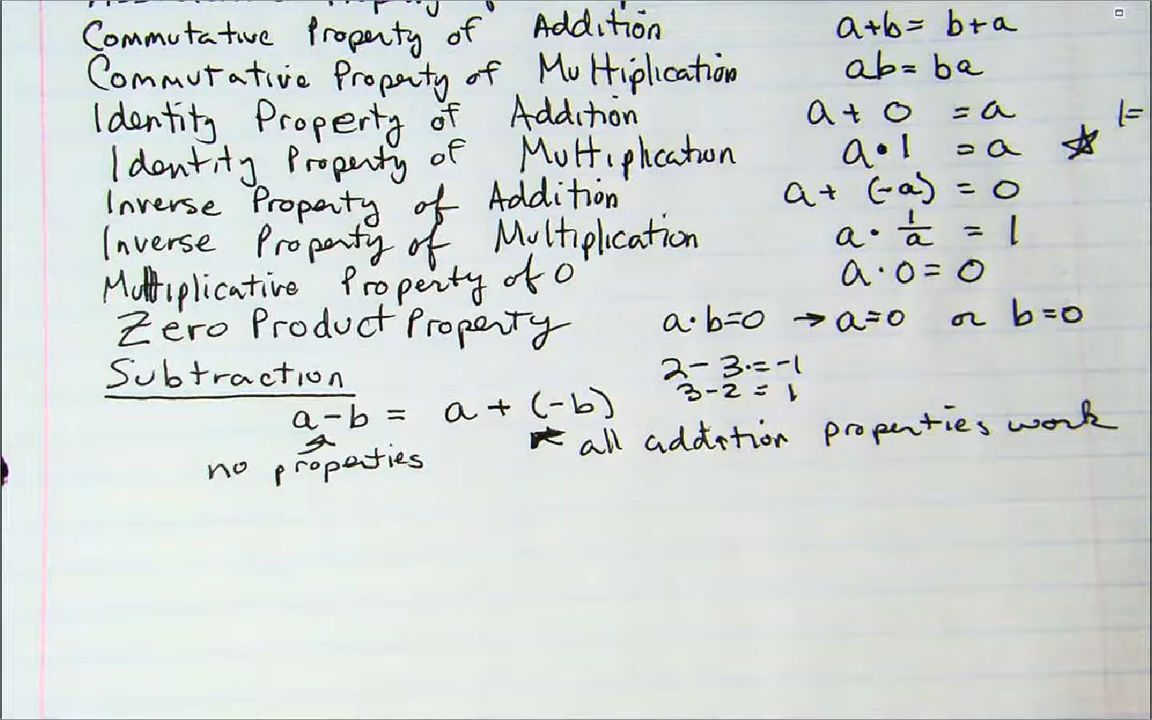 Commutative Property of Addition a+b= b+a
Commutative Property of Multiplication ab= ba
Identity Property of Addition a+ 0 = a 1=
Identity Property of Multiplication a•1 = a ☆
Inverse Property of Addition a+ (-a) = 0
Inverse Property of Multiplication a· 1/a = 1
Multiplicative Property of 0 a·0=0
Zero Product Property a·b=0 →a=0 or b=0
Subtraction 2- 3·=-1
3-2 = 1
a-b = a+(-b)
all addition properties work
no properties